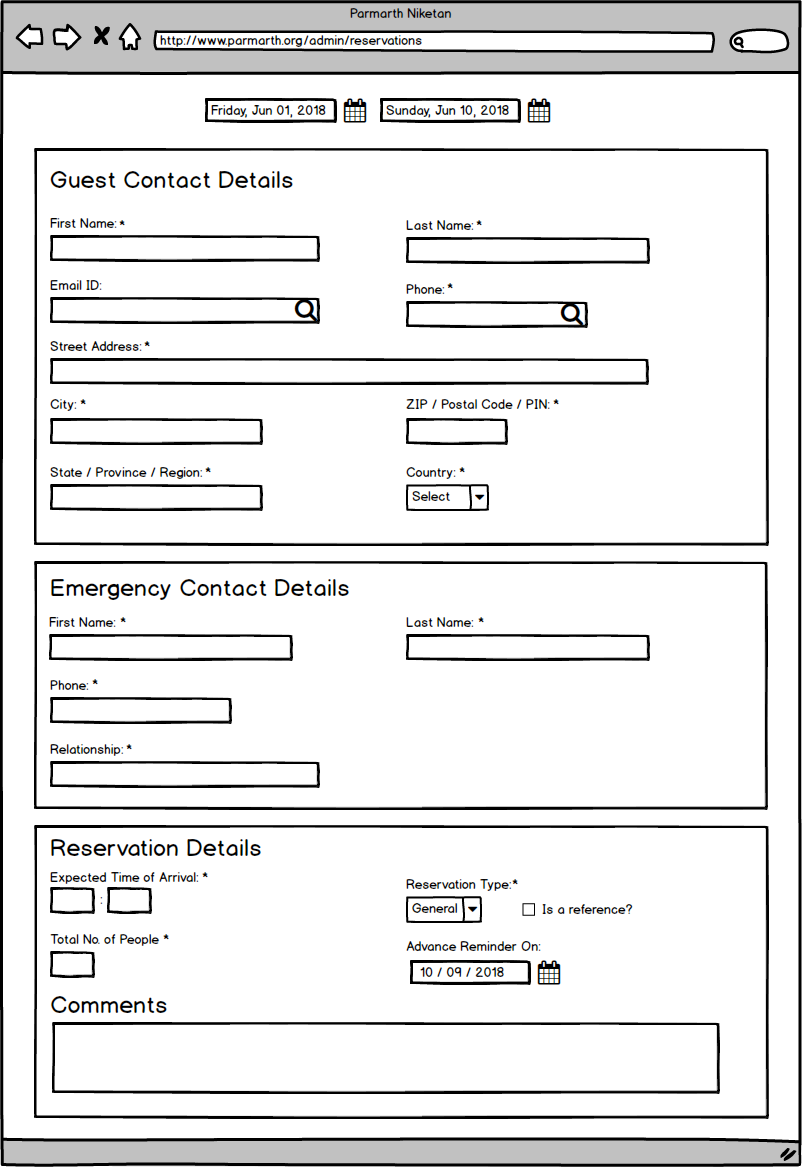 Parmarth Niketan
http://www.parmarth.org/admin/reservations
Friday, Jun 01, 2018 Sunday, Jun 10, 2018
Guest Contact Details
First Name: * Last Name: *
Email ID: Phone: *
Street Address: *
City: * ZIP / Postal Code / PIN: *
State / Province / Region: * Country: *
Select
Emergency Contact Details
First Name: * Last Name: *
Phone: *
Relationship: *
Reservation Details
Expected Time of Arrival: * Reservation Type:*
: General Is a reference?
Total No. of People * Advance Reminder On:
10 / 09 / 2018
Comments